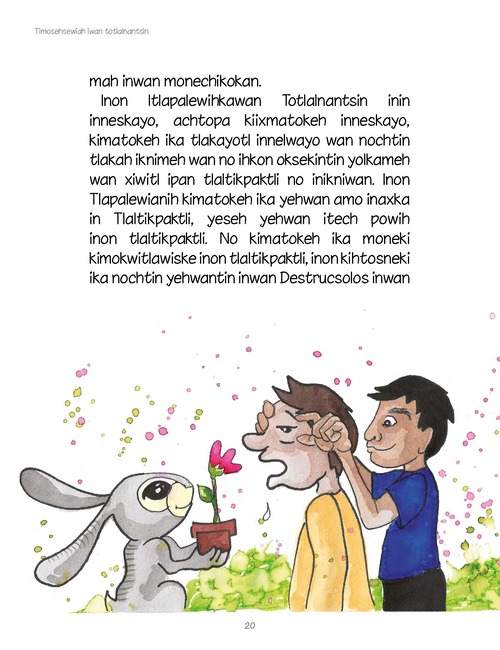 Timosehsewiah iwan totlalnantsin
mah inwan monechikokan.
Inon Itlapalewihkawan Totlalnantsin inin
inneskayo, achtopa kiixmatokeh inneskayo,
kimatokeh ika tlakayotl innelwayo wan nochtin
tlakah iknimeh wan no ihkon oksekintin yolkameh
wan xiwitl ipan tlaltikpaktli no inikniwan. Inon
Tlapalewianih kimatokeh ika yehwan amo inaxka
in Tlaltikpaktli, yeseh yehwan itech powih
inon tlaltikpaktli. No kimatokeh ika moneki
kimokwitlawiske inon tlaltikpaktli, inon kihtosneki
ika nochtin yehwantin inwan Destrucsolos inwan
20